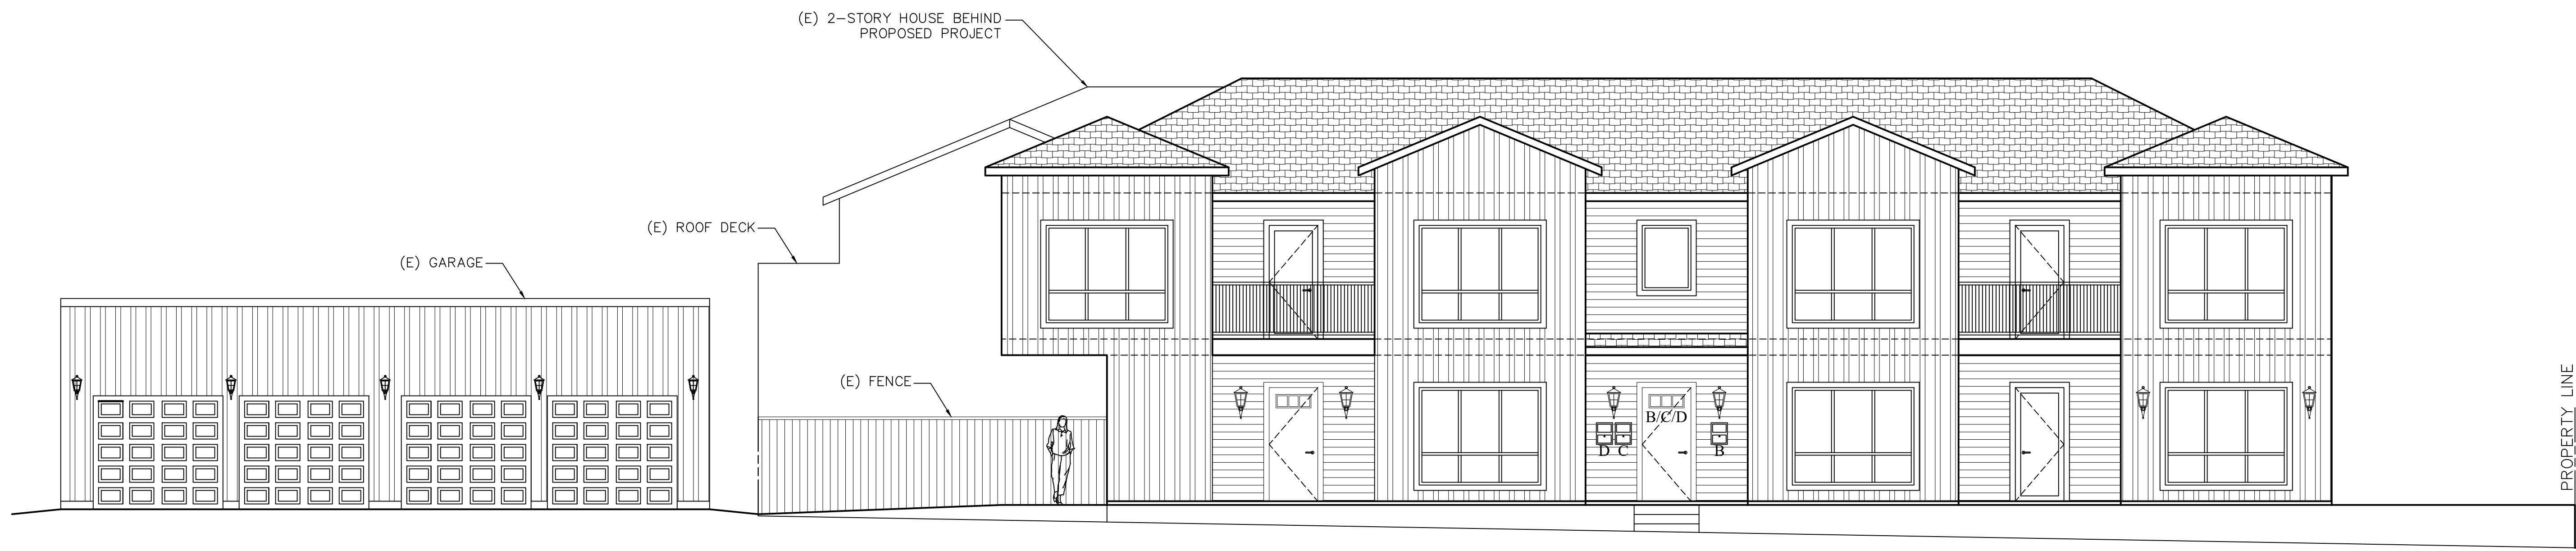 (E) 2-STORY HOUSE BEHIND
PROPOSED PROJECT
(E) ROOF DECK
(E) GARAGE
(E) FENCE
B/C/D
D C
B
PROPERTY LINE